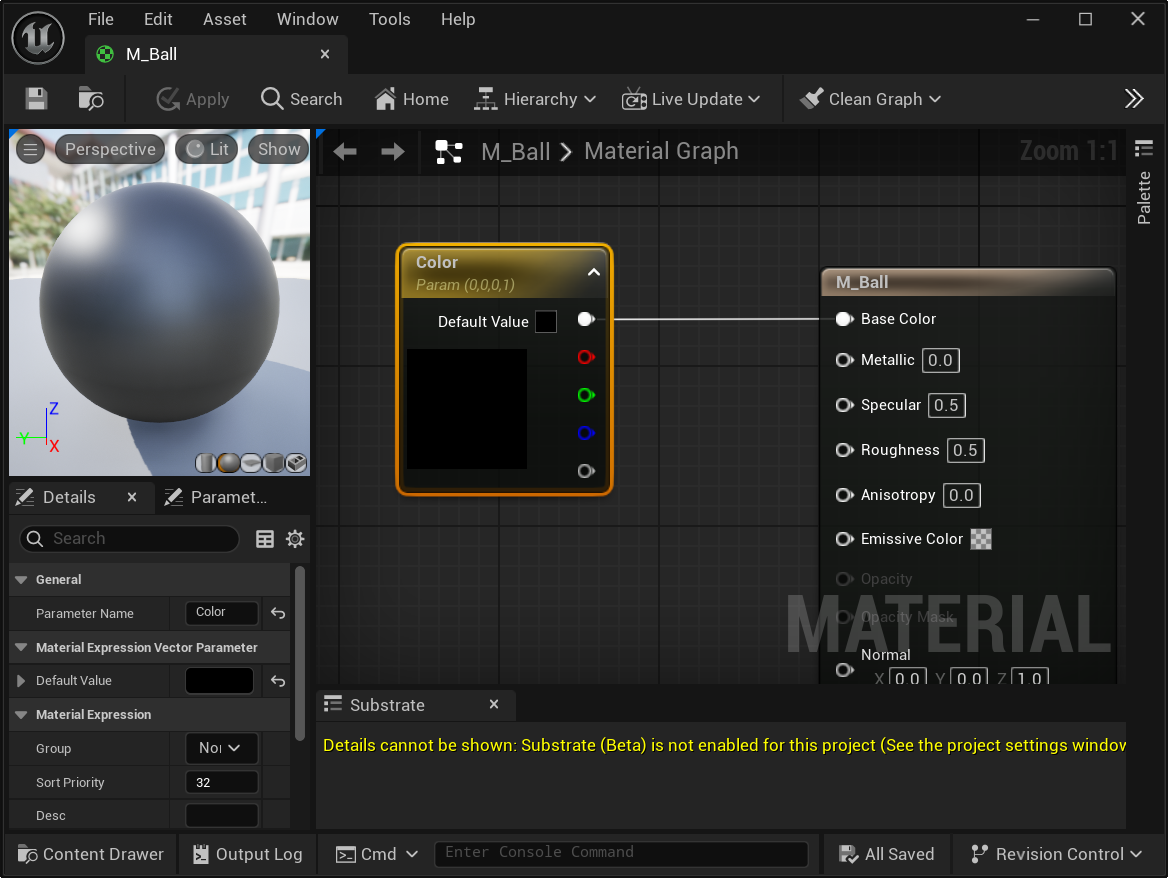 File Edit Asset Window Tools Help
M_Ball
Apply Search Home Hierarchy Live Update Clean Graph
Perspective Lit Show
M_Ball Material Graph Zoom 1:1
Palette
Color
Param (0,0,0,1)
Default Value
M_Ball
Base Color
Metallic 0.0
Specular 0.5
Roughness 0.5
Anisotropy 0.0
Emissive Color
Opacity
Opacity Mask
Normal
X 0.0 Y 0.0 Z 1.0
MATERIAL
Z
Y
X
Details Paramet...
Search
General
Parameter Name Color
Material Expression Vector Parameter
Default Value
Material Expression
Group
Sort Priority 32
Desc
Substrate
Details cannot be shown: Substrate (Beta) is not enabled for this project (See the project settings window
Content Drawer Output Log Cmd Enter Console Command All Saved Revision Control